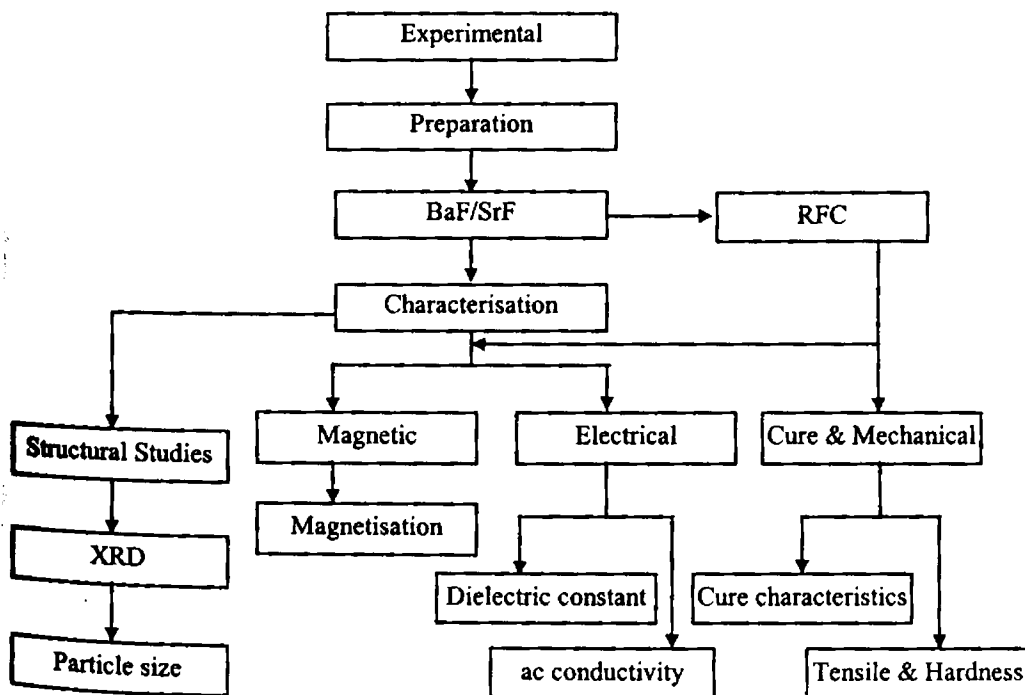 Experimental
Preparation
BaF/SrF
RFC
Characterisation
Structural Studies
Magnetic
Electrical
Cure & Mechanical
Magnetisation
XRD
Dielectric constant
Cure characteristics
Particle size
ac conductivity
Tensile & Hardness